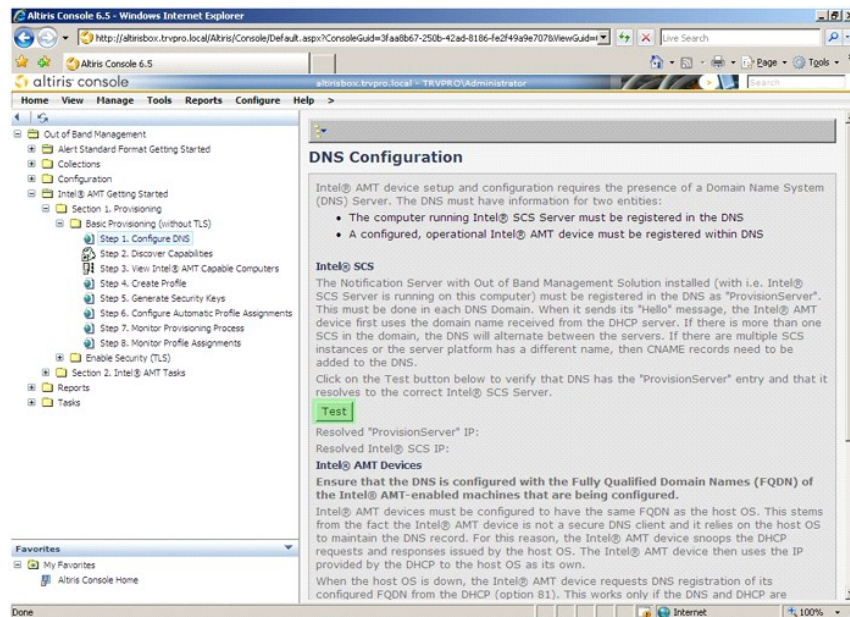 Altiris Console 6.5 - Windows Internet Explorer
http://altirisbox.trvpro.local/Altiris/Console/Default.aspx?ConsoleGuid=3faa8b67-250b-42ad-8186-fe2f49a9e707&ViewGuid=
Live Search
Altiris Console 6.5
Page
Tools
altiris console
altirisbox.trvpro.local - TRVPRO\Administrator
Search
Home View Manage Tools Reports Configure Help >
Out of Band Management
Alert Standard Format Getting Started
Collections
Configuration
Intel® AMT Getting Started
Section 1. Provisioning
Basic Provisioning (without TLS)
Step 1. Configure DNS
Step 2. Discover Capabilities
Step 3. View Intel® AMT Capable Computers
Step 4. Create Profile
Step 5. Generate Security Keys
Step 6. Configure Automatic Profile Assignments
Step 7. Monitor Provisioning Process
Step 8. Monitor Profile Assignments
Enable Security (TLS)
Section 2. Intel® AMT Tasks
Reports
Tasks
Favorites
My Favorites
Altiris Console Home
DNS Configuration
Intel® AMT device setup and configuration requires the presence of a Domain Name System
(DNS) Server. The DNS must have information for two entities:
• The computer running Intel® SCS Server must be registered in the DNS
• A configured, operational Intel® AMT device must be registered within DNS
Intel® SCS
The Notification Server with Out of Band Management Solution installed (with i.e. Intel®
SCS Server is running on this computer) must be registered in the DNS as "ProvisionServer".
This must be done in each DNS Domain. When it sends its "Hello" message, the Intel® AMT
device first uses the domain name received from the DHCP server. If there is more than one
SCS in the domain, the DNS will alternate between the servers. If there are multiple SCS
instances or the server platform has a different name, then CNAME records need to be
added to the DNS.
Click on the Test button below to verify that DNS has the "ProvisionServer" entry and that it
resolves to the correct Intel® SCS Server.
Test
Resolved "ProvisionServer" IP:
Resolved Intel® SCS IP:
Intel® AMT Devices
Ensure that the DNS is configured with the Fully Qualified Domain Names (FQDN) of
the Intel® AMT-enabled machines that are being configured.
Intel® AMT devices must be configured to have the same FQDN as the host OS. This stems
from the fact the Intel® AMT device is not a secure DNS client and it relies on the host OS
to maintain the DNS record. For this reason, the Intel® AMT device snoops the DHCP
requests and responses issued by the host OS. The Intel® AMT device then uses the IP
provided by the DHCP to the host OS as its own.
When the host OS is down, the Intel® AMT device requests DNS registration of its
configured FQDN from the DHCP (option 81). This works only if the DNS and DHCP are
Done
Internet
100%